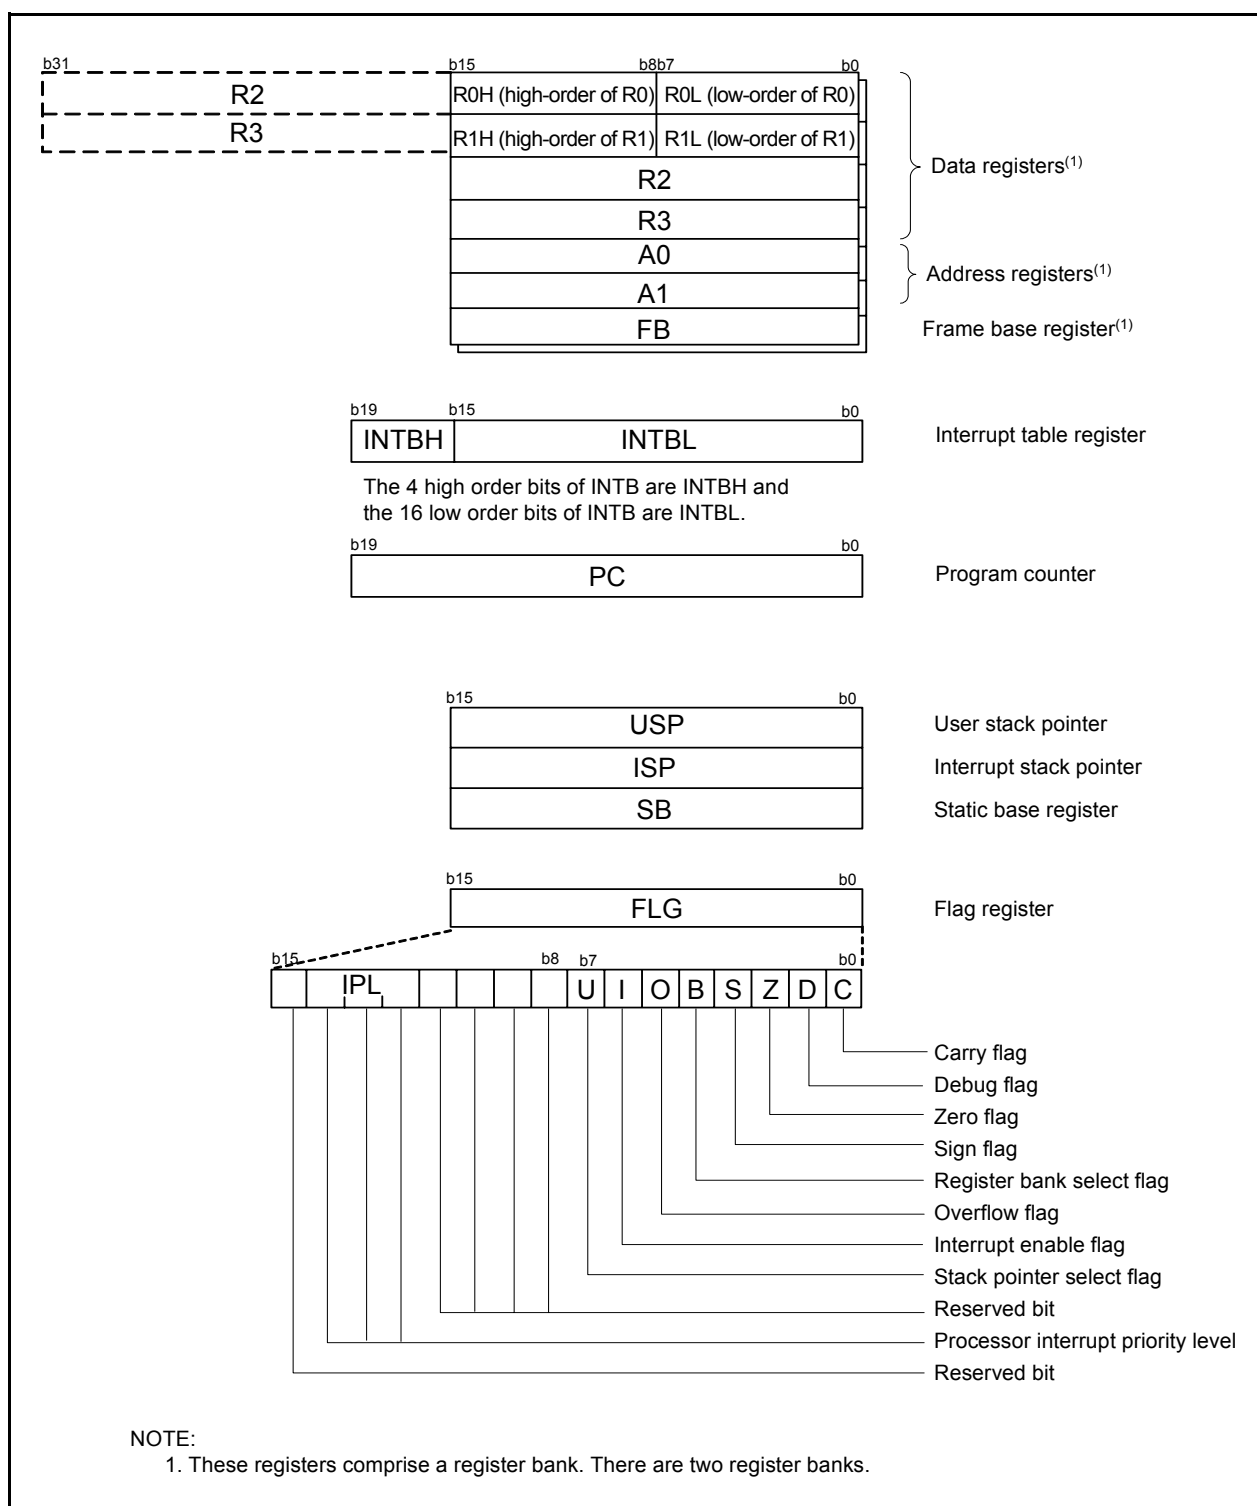 b31 b15 b8b7 b0
R2 R0H (high-order of R0) R0L (low-order of R0)
R3 R1H (high-order of R1) R1L (low-order of R1)
R2
R3
Data registers(1)
A0
A1
Address registers(1)
FB Frame base register(1)
b19 b15 b0
INTBH INTBL Interrupt table register
The 4 high order bits of INTB are INTBH and
the 16 low order bits of INTB are INTBL.
b19 b0
PC Program counter
b15 b0
USP User stack pointer
ISP Interrupt stack pointer
SB Static base register
b15 b0
FLG Flag register
b15 b8 b7 b0
IPL U I O B S Z D C
Carry flag
Debug flag
Zero flag
Sign flag
Register bank select flag
Overflow flag
Interrupt enable flag
Stack pointer select flag
Reserved bit
Processor interrupt priority level
Reserved bit
NOTE:
1. These registers comprise a register bank. There are two register banks.